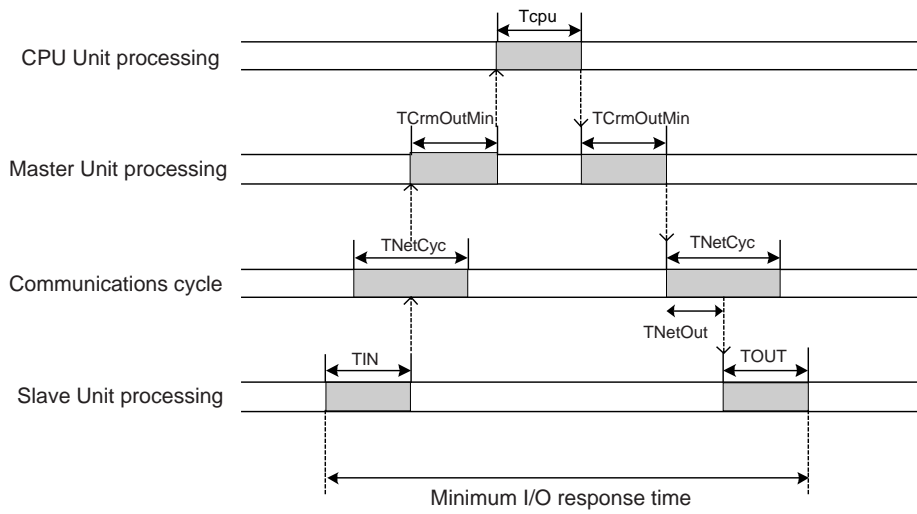 Tcpu
CPU Unit processing
TCrmOutMin
TCrmOutMin
Master Unit processing
TNetCyc
TNetCyc
Communications cycle
TNetOut
TIN
TOUT
Slave Unit processing
Minimum I/O response time